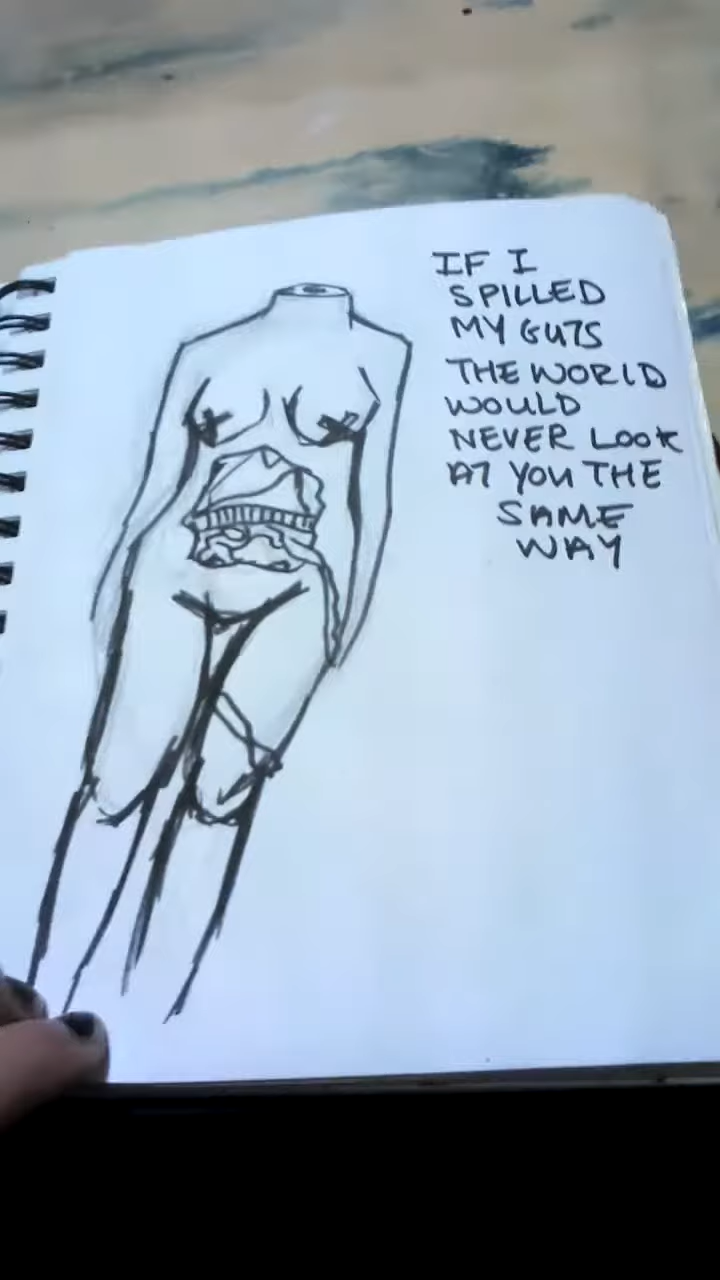 IF I
SPILLED
MY GUTS
THE WORLD
WOULD
NEVER LOOK
AT YOU THE
SAME
WAY